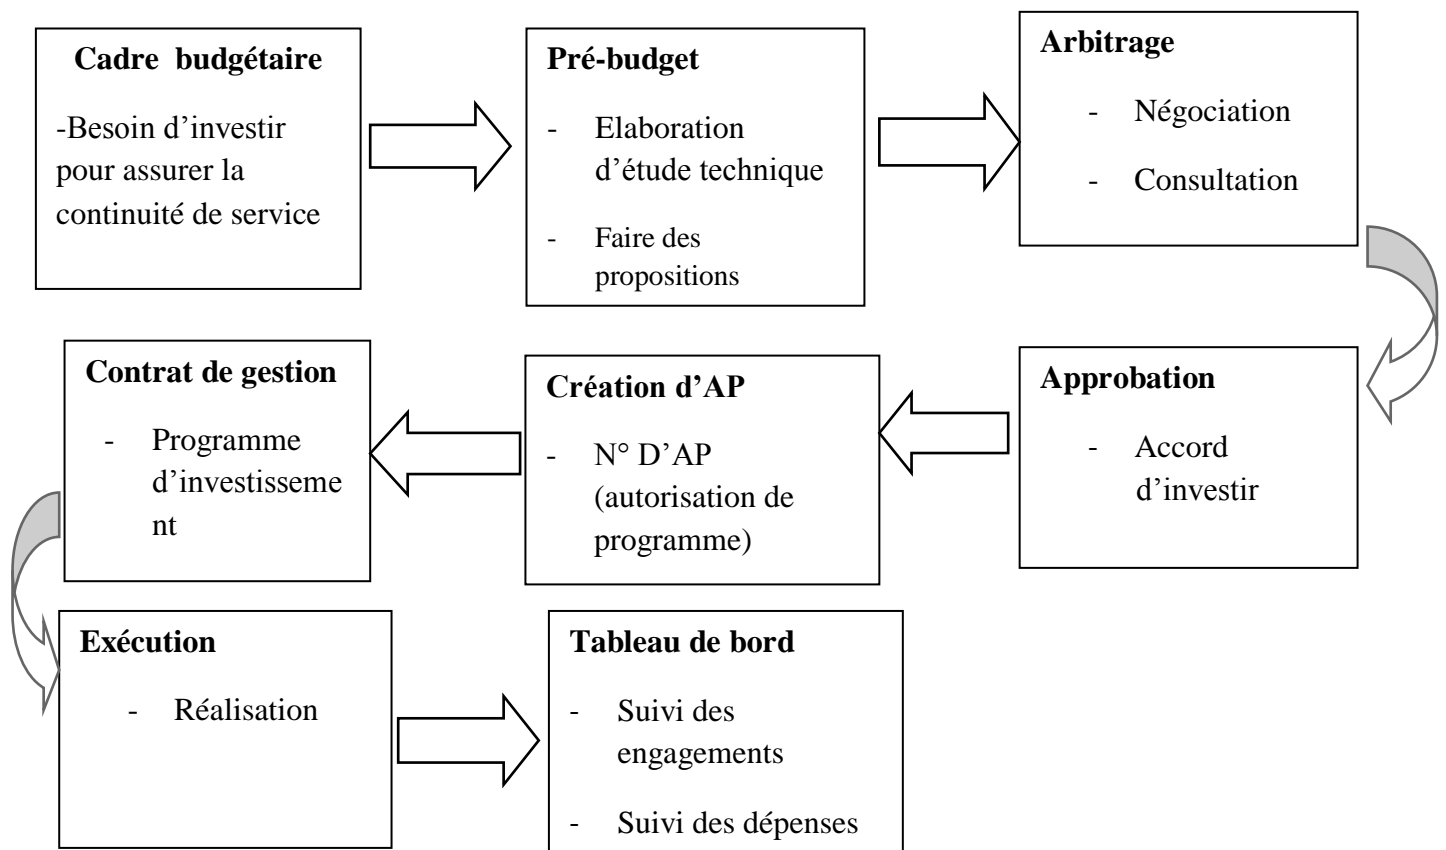 Cadre budgétaire
-Besoin d’investir
pour assurer la
continuité de service
Pré-budget
- Elaboration
d’étude technique
- Faire des
propositions
Arbitrage
- Négociation
- Consultation
Approbation
- Accord
d’investir
Création d’AP
- N° D’AP
(autorisation de
programme)
Contrat de gestion
- Programme
d’investisseme
nt
Exécution
- Réalisation
Tableau de bord
- Suivi des
engagements
- Suivi des dépenses